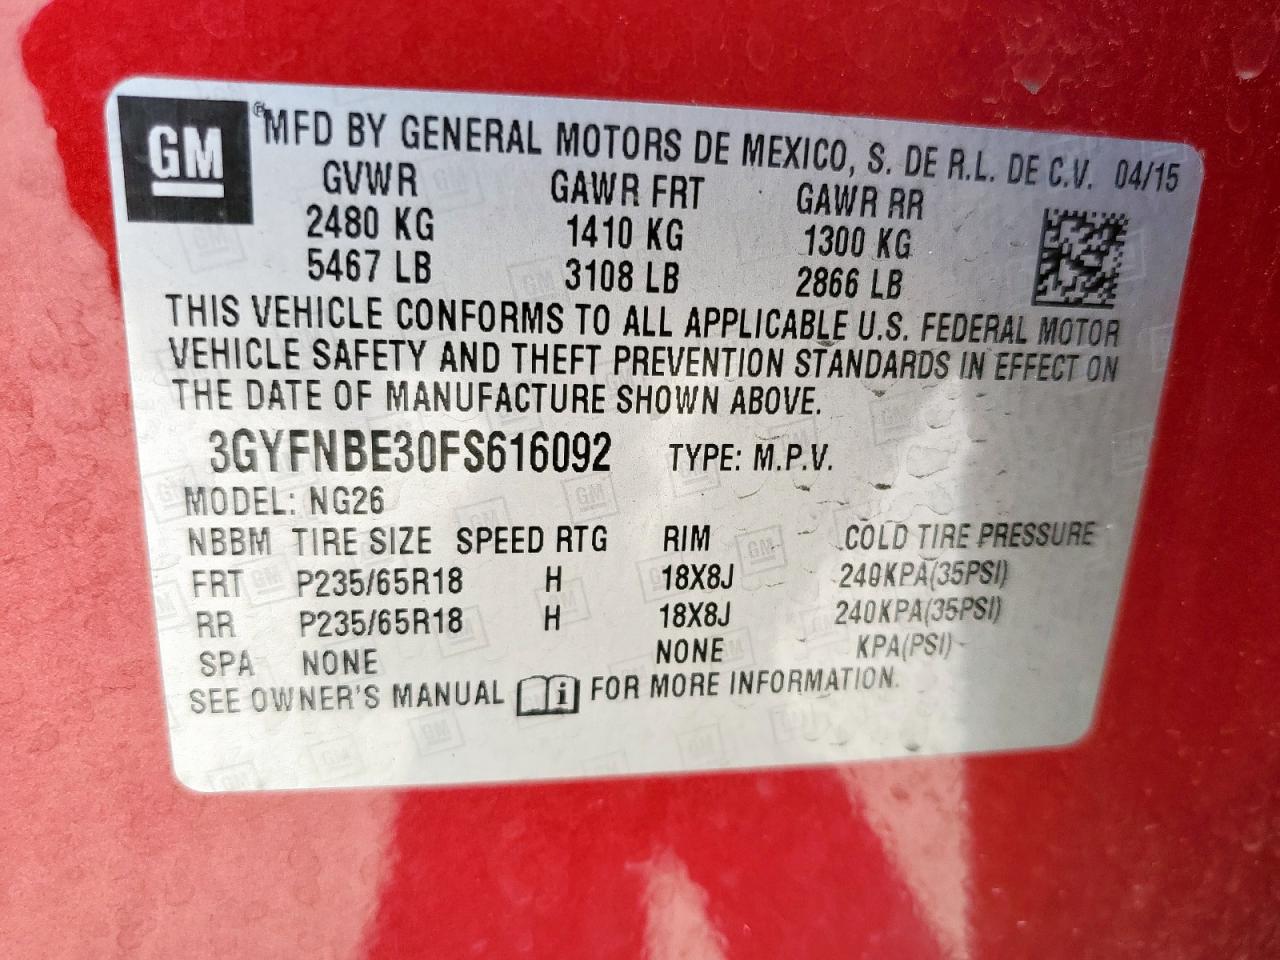 GM
® MFD BY GENERAL MOTORS DE MEXICO, S. DE R.L. DE C.V. 04/15
GVWR GAWR FRT GAWR RR
2480 KG 1410 KG 1300 KG
5467 LB 3108 LB 2866 LB
THIS VEHICLE CONFORMS TO ALL APPLICABLE U.S. FEDERAL MOTOR
VEHICLE SAFETY AND THEFT PREVENTION STANDARDS IN EFFECT ON
THE DATE OF MANUFACTURE SHOWN ABOVE.
3GYFNBE30FS616092 TYPE: M.P.V.
MODEL: NG26
NBBM TIRE SIZE SPEED RTG RIM COLD TIRE PRESSURE
FRT P235/65R18 H 18X8J 240KPA(35PSI)
RR P235/65R18 H 18X8J 240KPA(35PSI)
SPA NONE NONE KPA(PSI)
SEE OWNER'S MANUAL i FOR MORE INFORMATION.